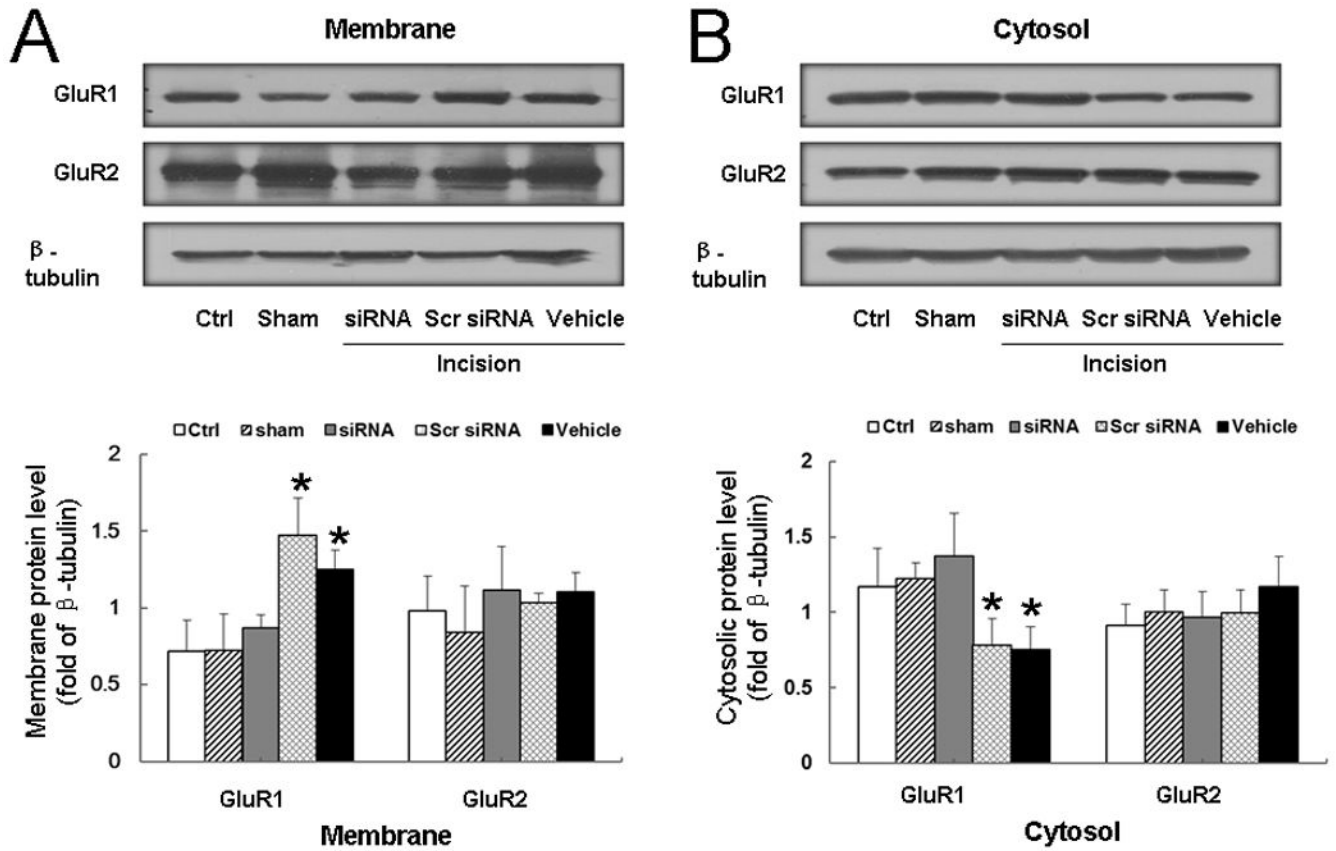 A
Membrane
GluR1
GluR2
β-
tubulin
Ctrl Sham siRNA Scr siRNA Vehicle
Incision
Ctrl sham siRNA Scr siRNA Vehicle
Membrane protein level
(fold of β-tubulin)
2
1.5
1
0.5
0
* *
GluR1 GluR2
Membrane
B
Cytosol
GluR1
GluR2
β-
tubulin
Ctrl Sham siRNA Scr siRNA Vehicle
Incision
Ctrl sham siRNA Scr siRNA Vehicle
Cytosolic protein level
(fold of β-tubulin)
2
1.5
1
0.5
0
* *
GluR1 GluR2
Cytosol